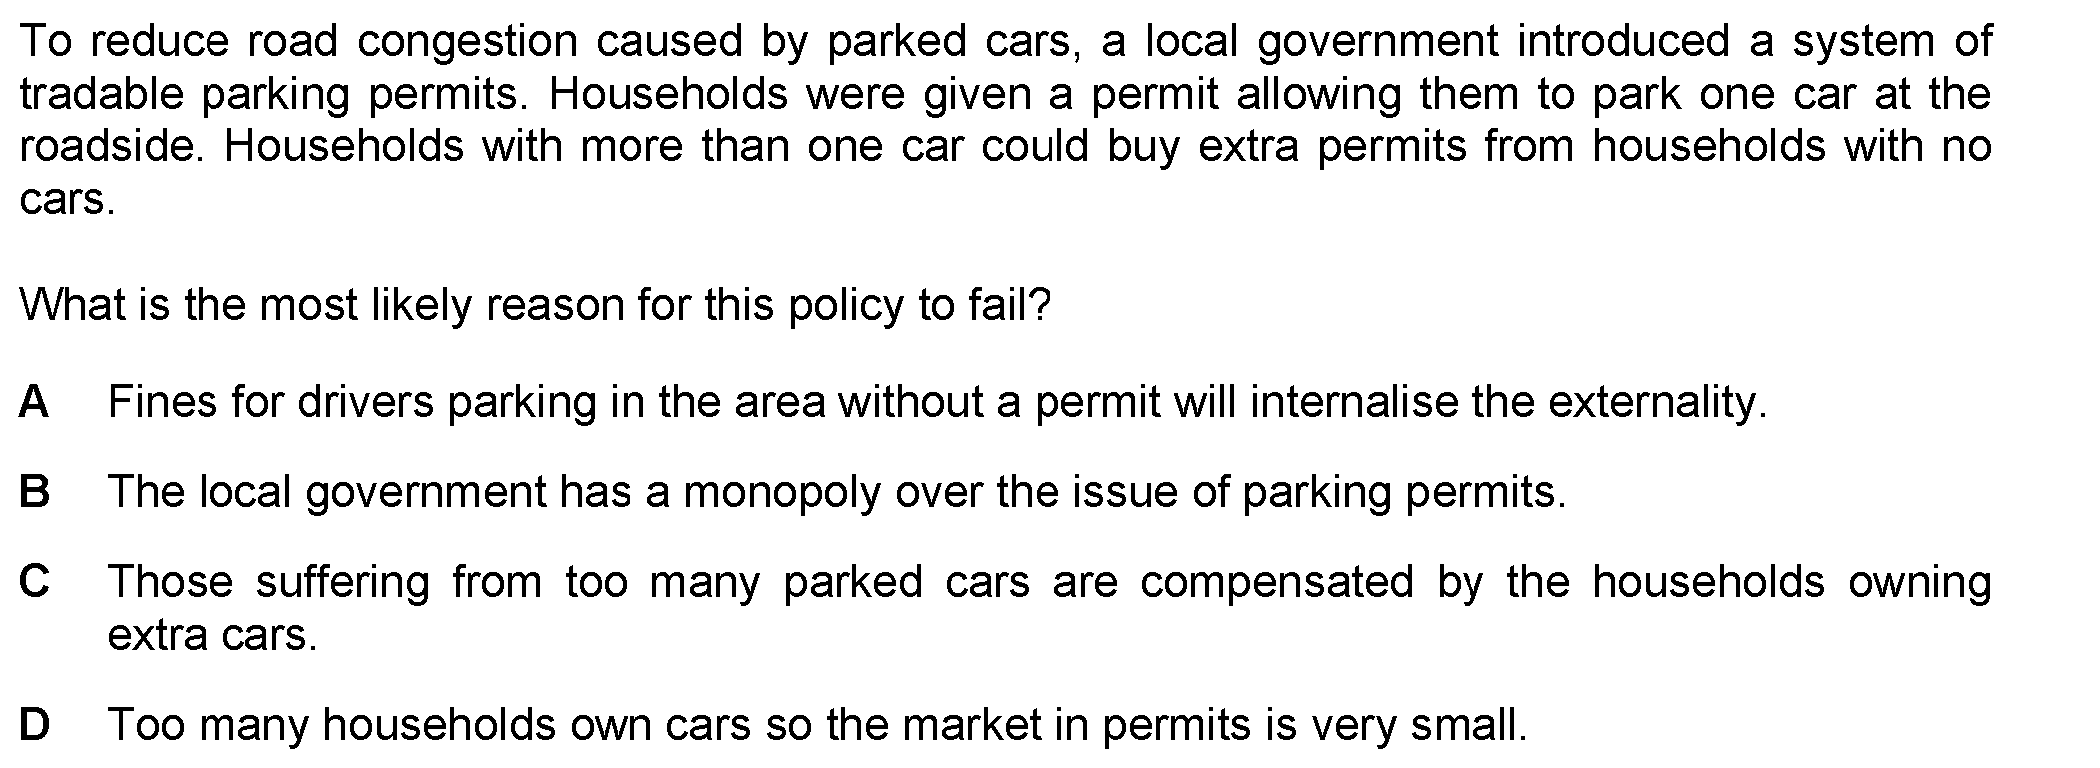 To reduce road congestion caused by parked cars, a local government introduced a system of
tradable parking permits. Households were given a permit allowing them to park one car at the
roadside. Households with more than one car could buy extra permits from households with no
cars.
What is the most likely reason for this policy to fail?
A Fines for drivers parking in the area without a permit will internalise the externality.
B The local government has a monopoly over the issue of parking permits.
C Those suffering from too many parked cars are compensated by the households owning
extra cars.
D Too many households own cars so the market in permits is very small.